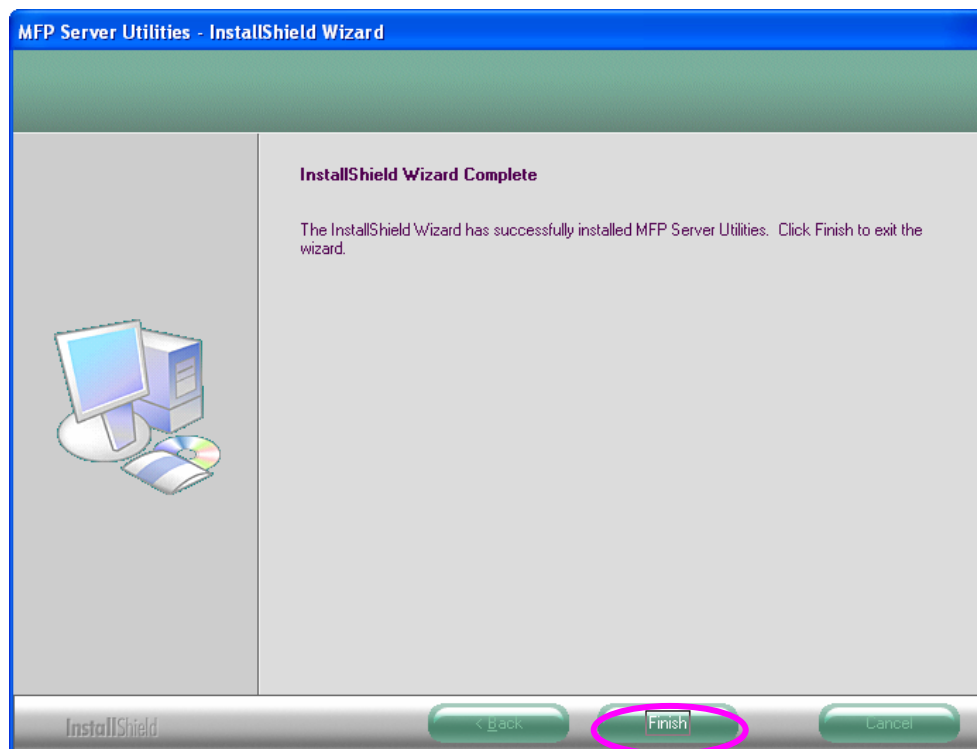 MFP Server Utilities - InstallShield Wizard
InstallShield Wizard Complete
The InstallShield Wizard has successfully installed MFP Server Utilities.  Click Finish to exit the
wizard.
InstallShield
< Back
Finish
Cancel